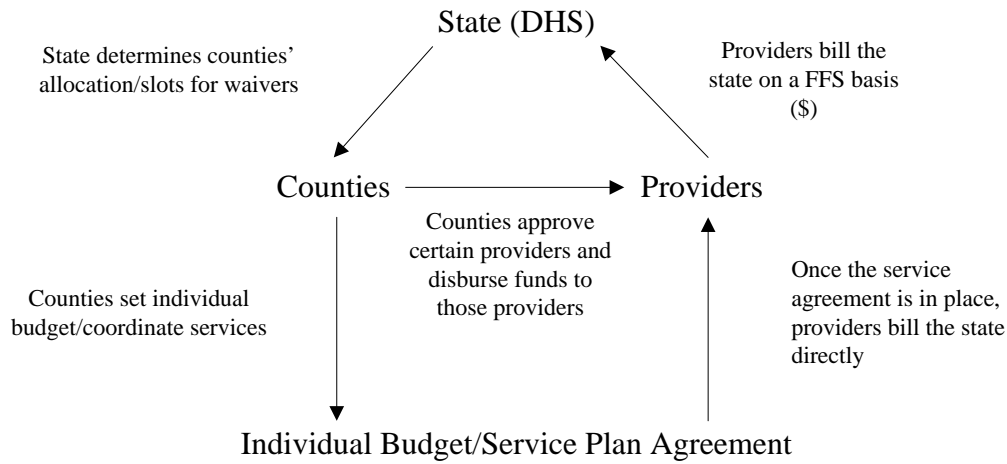 State (DHS)
State determines counties’
allocation/slots for waivers
Providers bill the
state on a FFS basis
($)
Counties
Providers
Counties approve
certain providers and
disburse funds to
those providers
Counties set individual
budget/coordinate services
Once the service
agreement is in place,
providers bill the state
directly
Individual Budget/Service Plan Agreement